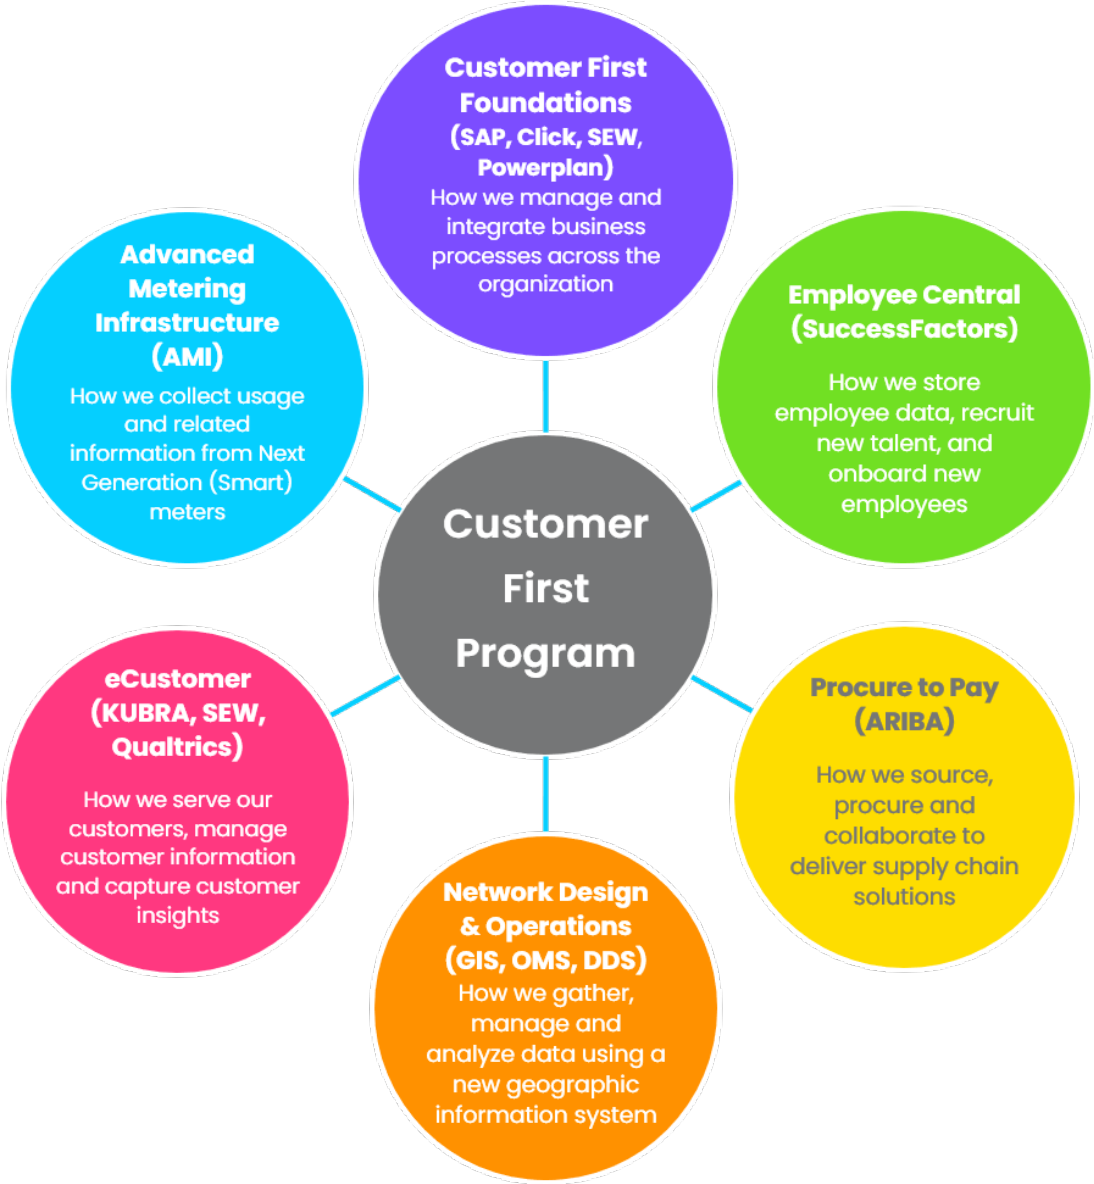 Customer First
Foundations
(SAP, Click, SEW,
Powerplan)
How we manage and
integrate business
processes across the
organization
Advanced
Metering
Infrastructure
(AMI)
How we collect usage
and related
information from Next
Generation (Smart)
meters
Employee Central
(SuccessFactors)
How we store
employee data, recruit
new talent, and
onboard new
employees
Customer
First
Program
eCustomer
(KUBRA, SEW,
Qualtrics)
How we serve our
customers, manage
customer information
and capture customer
insights
Procure to Pay
(ARIBA)
How we source,
procure and
collaborate to
deliver supply chain
solutions
Network Design
& Operations
(GIS, OMS, DDS)
How we gather,
manage and
analyze data using a
new geographic
information system